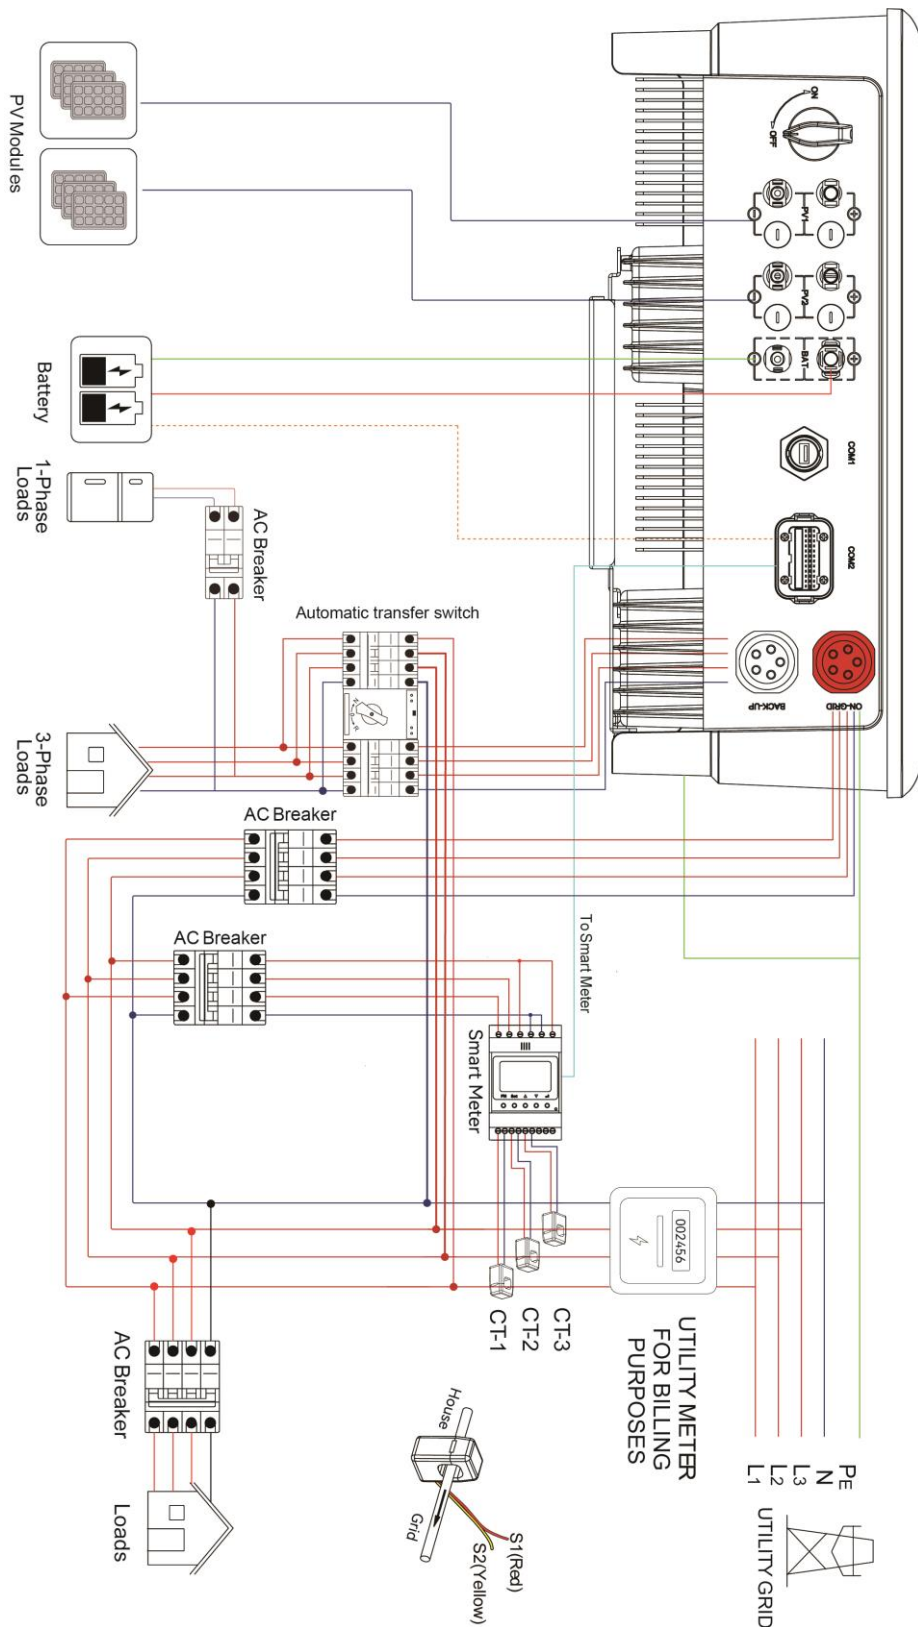 ON
OFF
PV Modules
PV1
PV2
Battery
BAT
COM1
1-Phase
Loads
AC Breaker
COM2
Automatic transfer switch
BACK-UP
ON-GRID
3-Phase
Loads
AC Breaker
AC Breaker
To Smart Meter
Smart Meter
002456
CT-3
CT-2
CT-1
UTILITY METER
FOR BILLING
PURPOSES
AC Breaker
Loads
House
Grid
S1(Red)
S2(Yellow)
PE
N
L3
L2
L1
UTILITY GRID